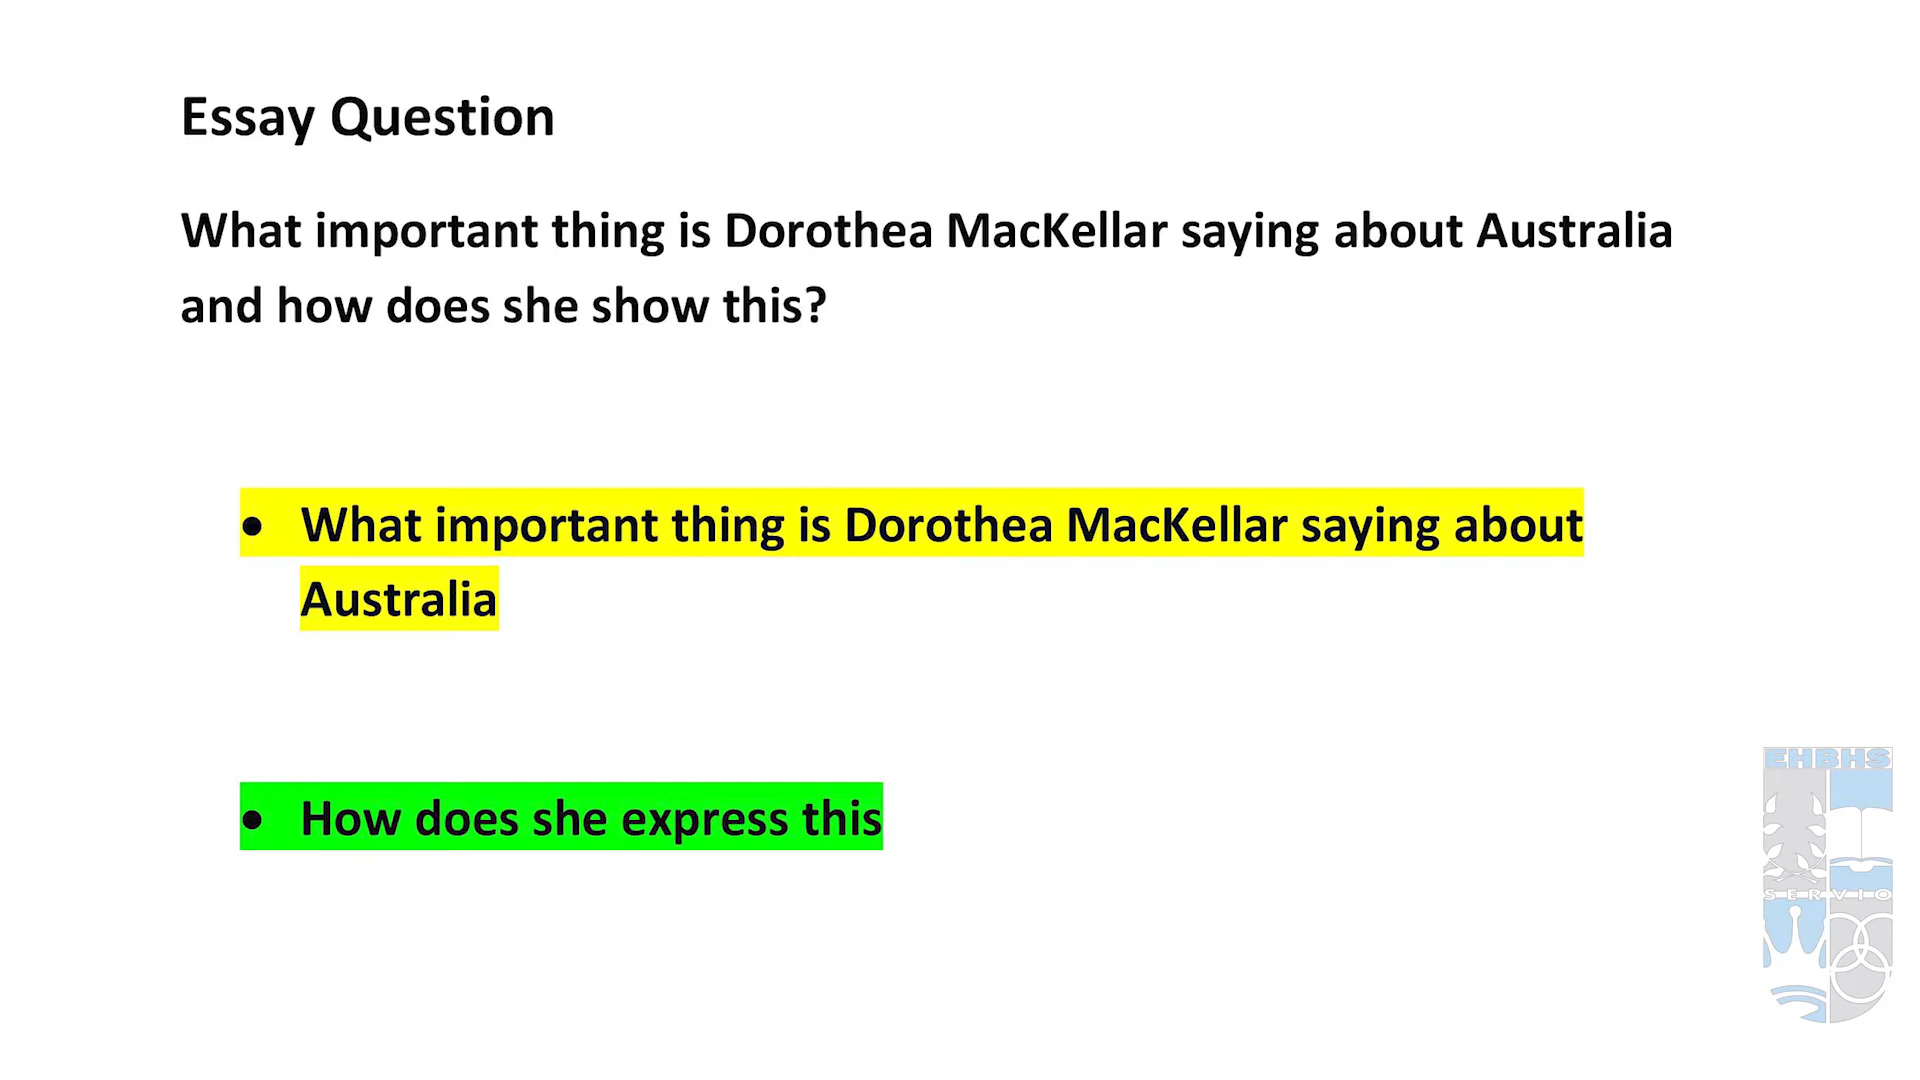 Essay Question
What important thing is Dorothea MacKellar saying about Australia
and how does she show this?
• What important thing is Dorothea MacKellar saying about
Australia
• How does she express this
EHBHS
SERVIO